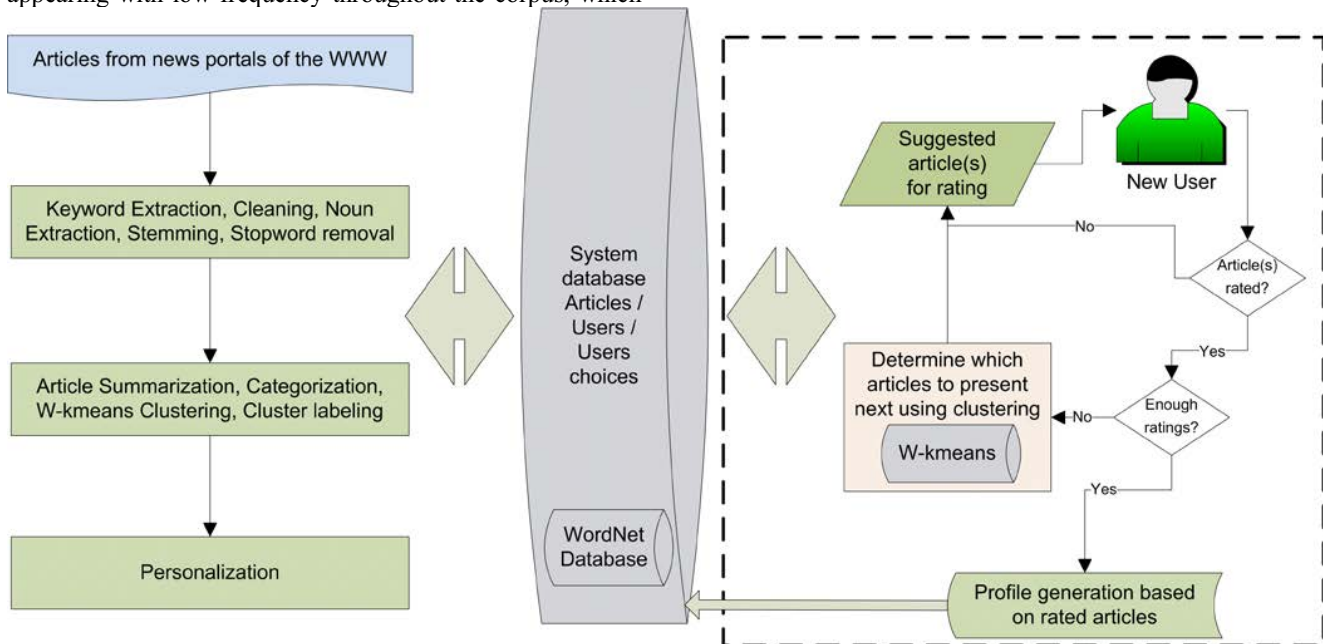 appearing with low frequency throughout the corpus, which
Articles from news portals of the WWW
Keyword Extraction, Cleaning, Noun
Extraction, Stemming, Stopword removal
Article Summarization, Categorization,
W-kmeans Clustering, Cluster labeling
Personalization
System
database
Articles /
Users /
Users
choices
WordNet
Database
Suggested
article(s)
for rating
New User
No
Article(s)
rated?
Yes
Determine which
articles to present
next using clustering
W-kmeans
No
Enough
ratings?
Yes
Profile generation based
on rated articles